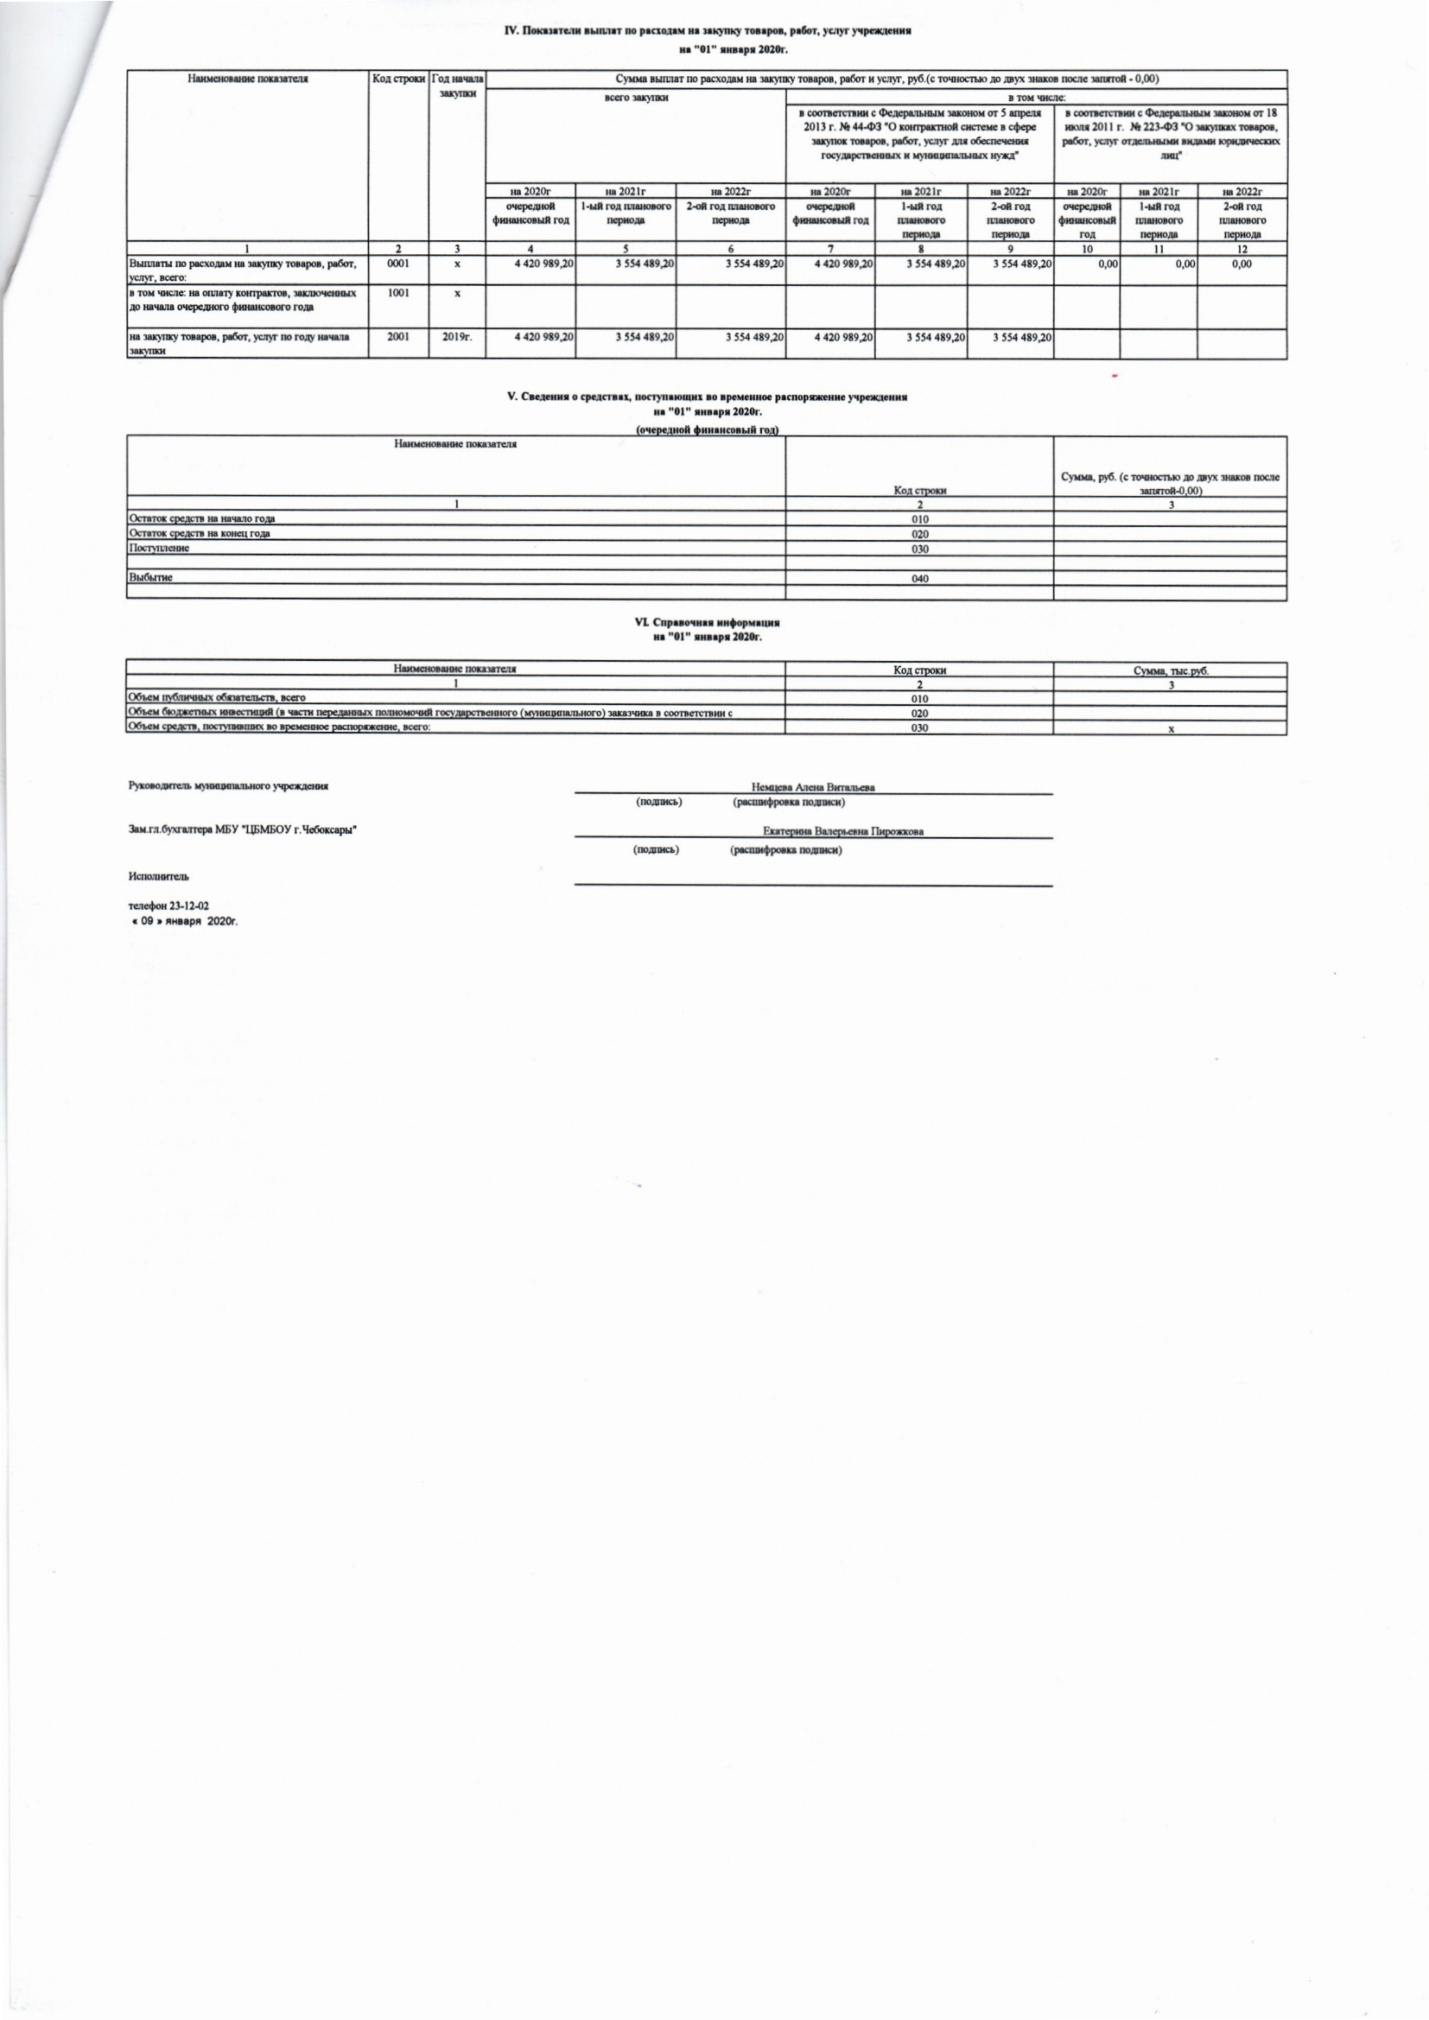 IV. Показатели выплат по расходам на закупку товаров, работ, услуг учреждения
на "01" января 2020г.
Наименование показателя
Код строки
Год начала
закупки
Сумма выплат по расходам на закупку товаров, работ и услуг, руб.(с точностью до двух знаков после запятой - 0,00)
всего закупки
в том числе:
в соответствии с Федеральным законом от 5 апреля
2013 г. № 44-ФЗ "О контрактной системе в сфере
закупок товаров, работ, услуг для обеспечения
государственных и муниципальных нужд"
в соответствии с Федеральным законом от 18
июля 2011 г. № 223-ФЗ "О закупках товаров,
работ, услуг отдельными видами юридических
лиц"
на 2020г на 2021г на 2022г на 2020г на 2021г на 2022г на 2020г на 2021г на 2022г
очередной 1-ый год планового 2-ой год планового очередной 1-ый год 2-ой год очередной 1-ый год 2-ой год
финансовый год периода периода финансовый год планового планового финансовый планового планового
периода периода год периода периода
1 2 3 4 5 6 7 8 9 10 11 12
Выплаты по расходам на закупку товаров, работ, 0001 х 4 420 989,20 3 554 489,20 3 554 489,20 4 420 989,20 3 554 489,20 3 554 489,20 0,00 0,00 0,00
услуг, всего:
в том числе: на оплату контрактов, заключенных 1001 х
до начала очередного финансового года
на закупку товаров, работ, услуг по году начала 2001 2019г. 4 420 989,20 3 554 489,20 3 554 489,20 4 420 989,20 3 554 489,20 3 554 489,20
закупки
V. Сведения о средствах, поступающих во временное распоряжение учреждения
на "01" января 2020г.
(очередной финансовый год)
Наименование показателя
Код строки
Сумма, руб. (с точностью до двух знаков после
запятой-0,00)
1 2 3
Остаток средств на начало года 010
Остаток средств на конец года 020
Поступление 030
Выбытие 040
VI. Справочная информация
на "01" января 2020г.
Наименование показателя Код строки Сумма, тыс.руб.
1 2 3
Объем публичных обязательств, всего 010
Объем бюджетных инвестиций (в части переданных полномочий государственного (муниципального) заказчика в соответствии с 020
Объем средств, поступивших во временное распоряжение, всего: 030 х
Руководитель муниципального учреждения Немцева Алена Витальева
(подпись) (расшифровка подписи)
Зам.гл.бухгалтера МБУ "ЦБМБОУ г.Чебоксары" Екатерина Валерьевна Пирожкова
(подпись) (расшифровка подписи)
Исполнитель
телефон 23-12-02
« 09 » января 2020г.